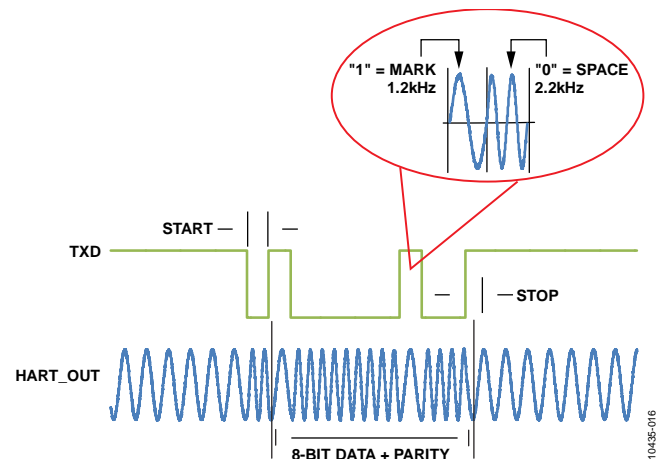 "1" = MARK
1.2kHz
"0" = SPACE
2.2kHz
START
TXD
STOP
HART_OUT
8-BIT DATA + PARITY
10435-016